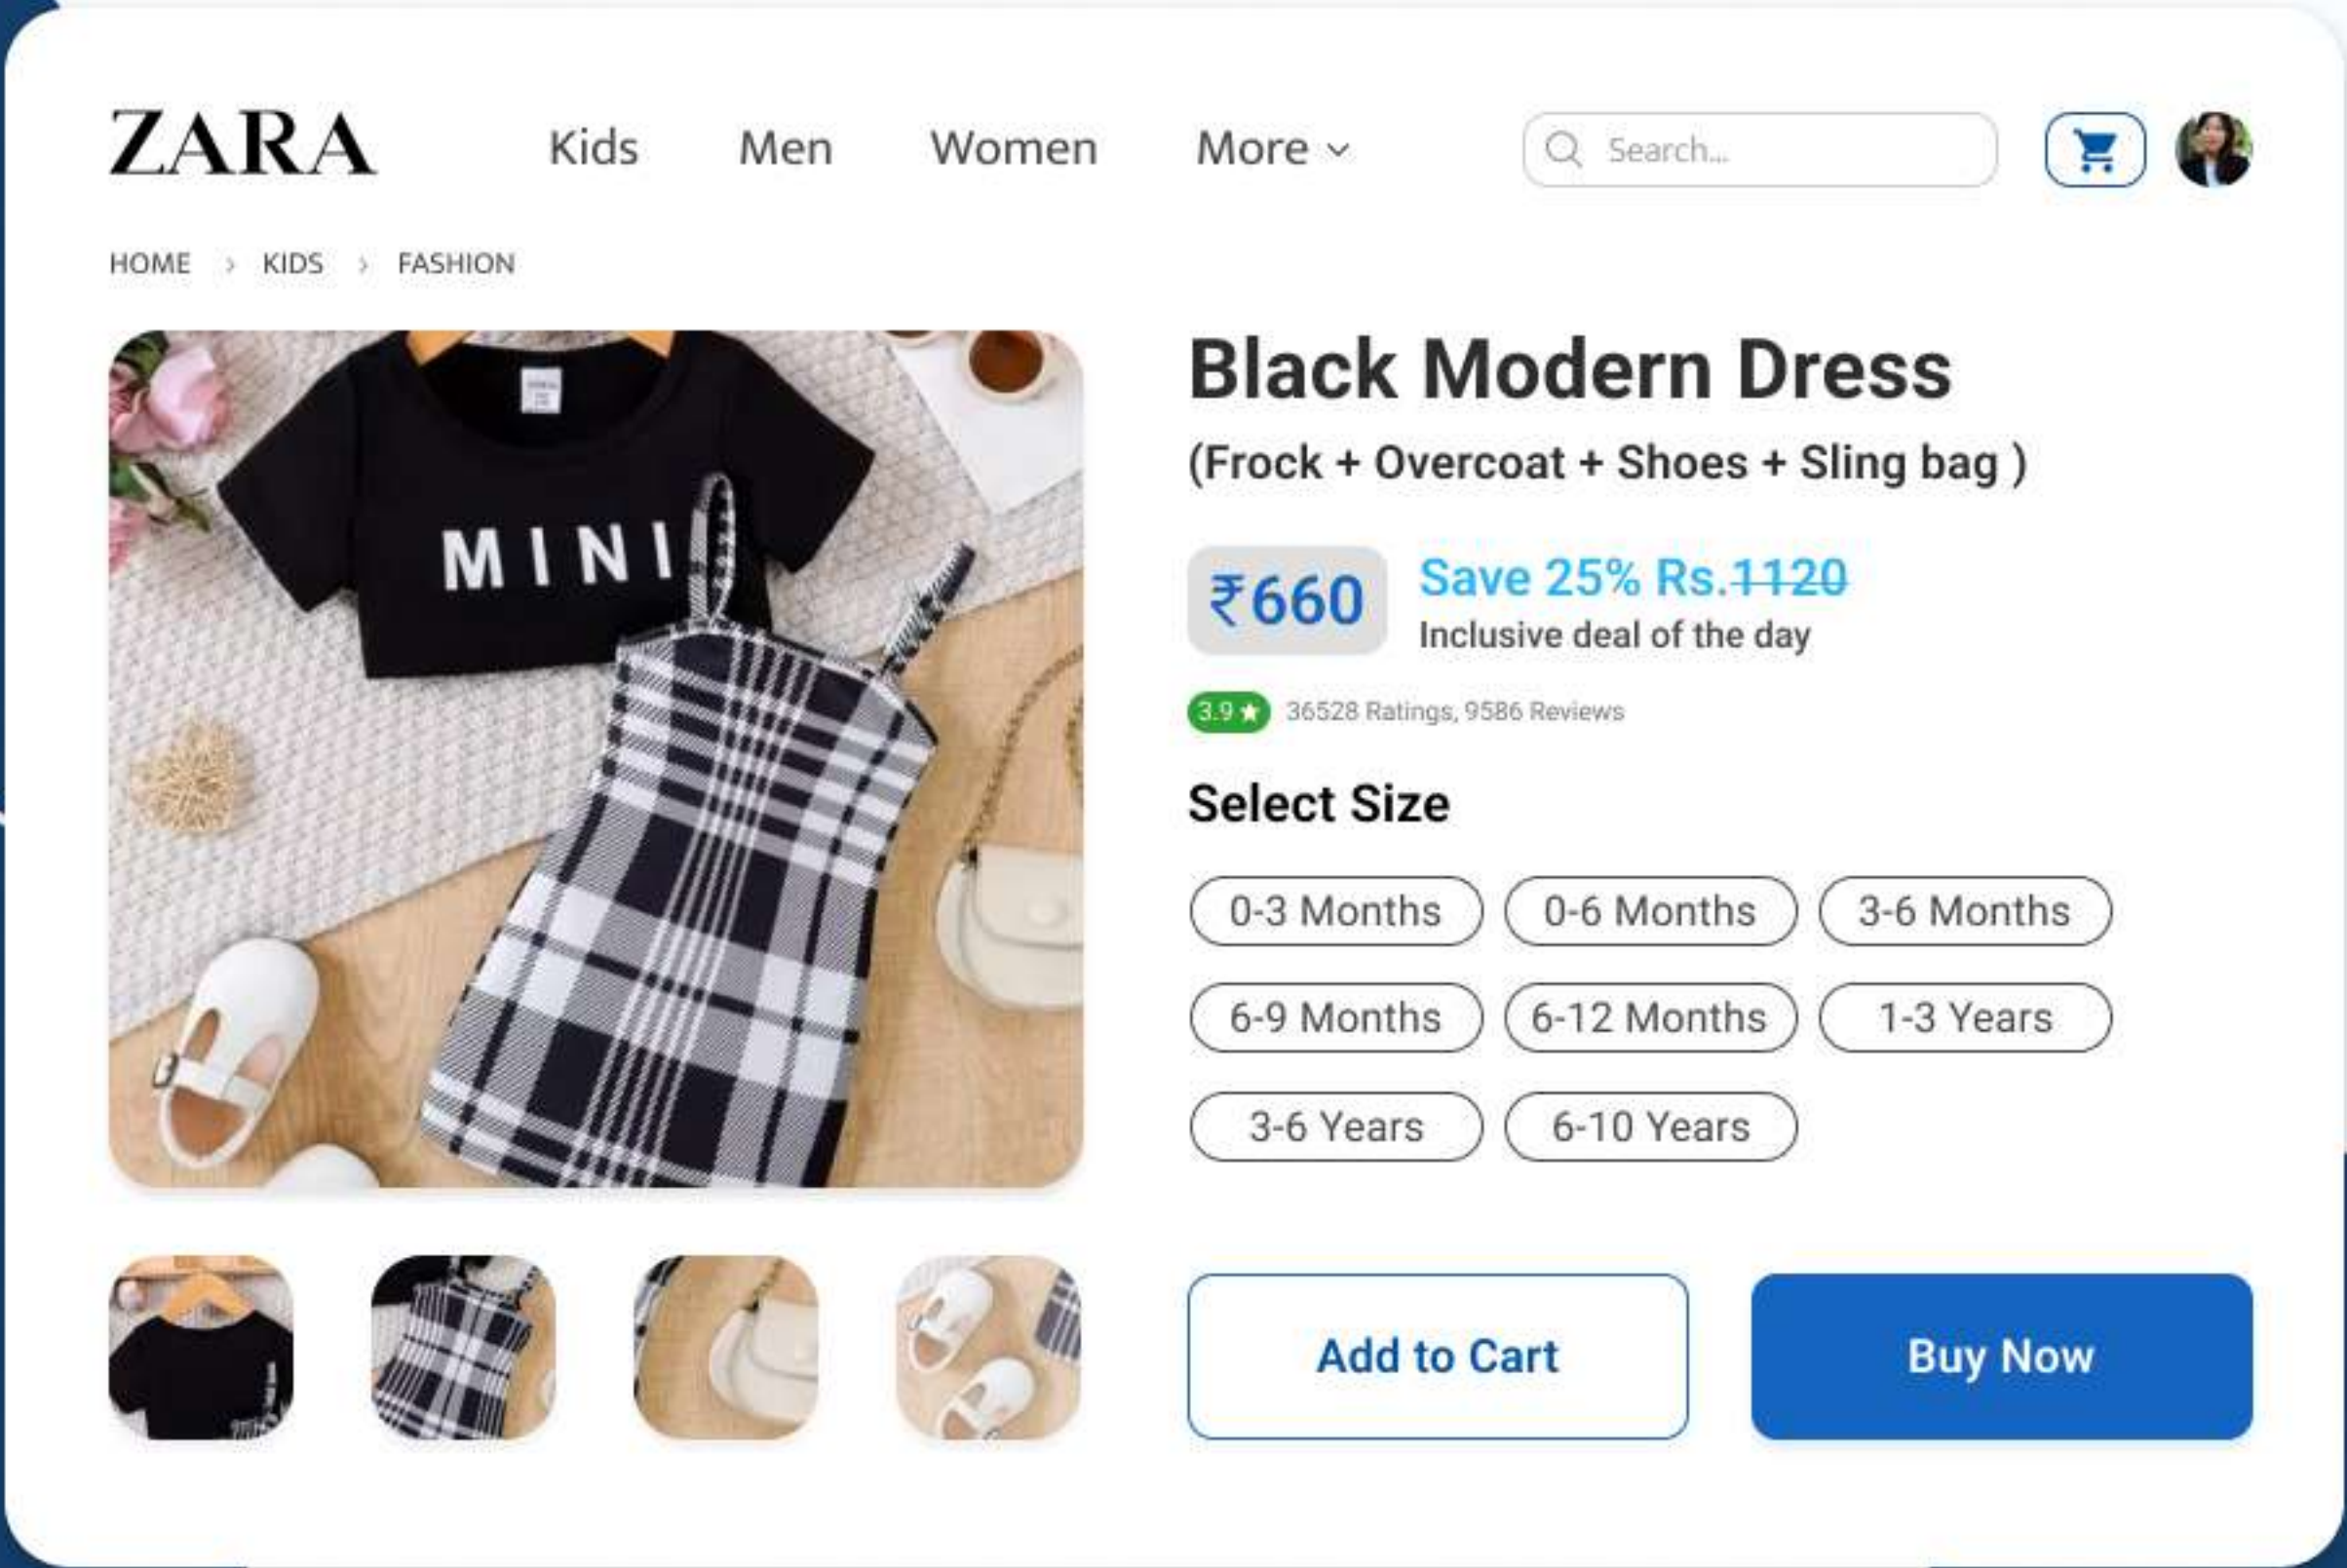 ZARA
Kids Men Women More Search...
HOME > KIDS > FASHION
MINI
Black Modern Dress
(Frock + Overcoat + Shoes + Sling bag )
₹660
Save 25% Rs.1120
Inclusive deal of the day
3.9★ 36528 Ratings, 9586 Reviews
Select Size
0-3 Months 0-6 Months 3-6 Months
6-9 Months 6-12 Months 1-3 Years
3-6 Years 6-10 Years
Add to Cart Buy Now